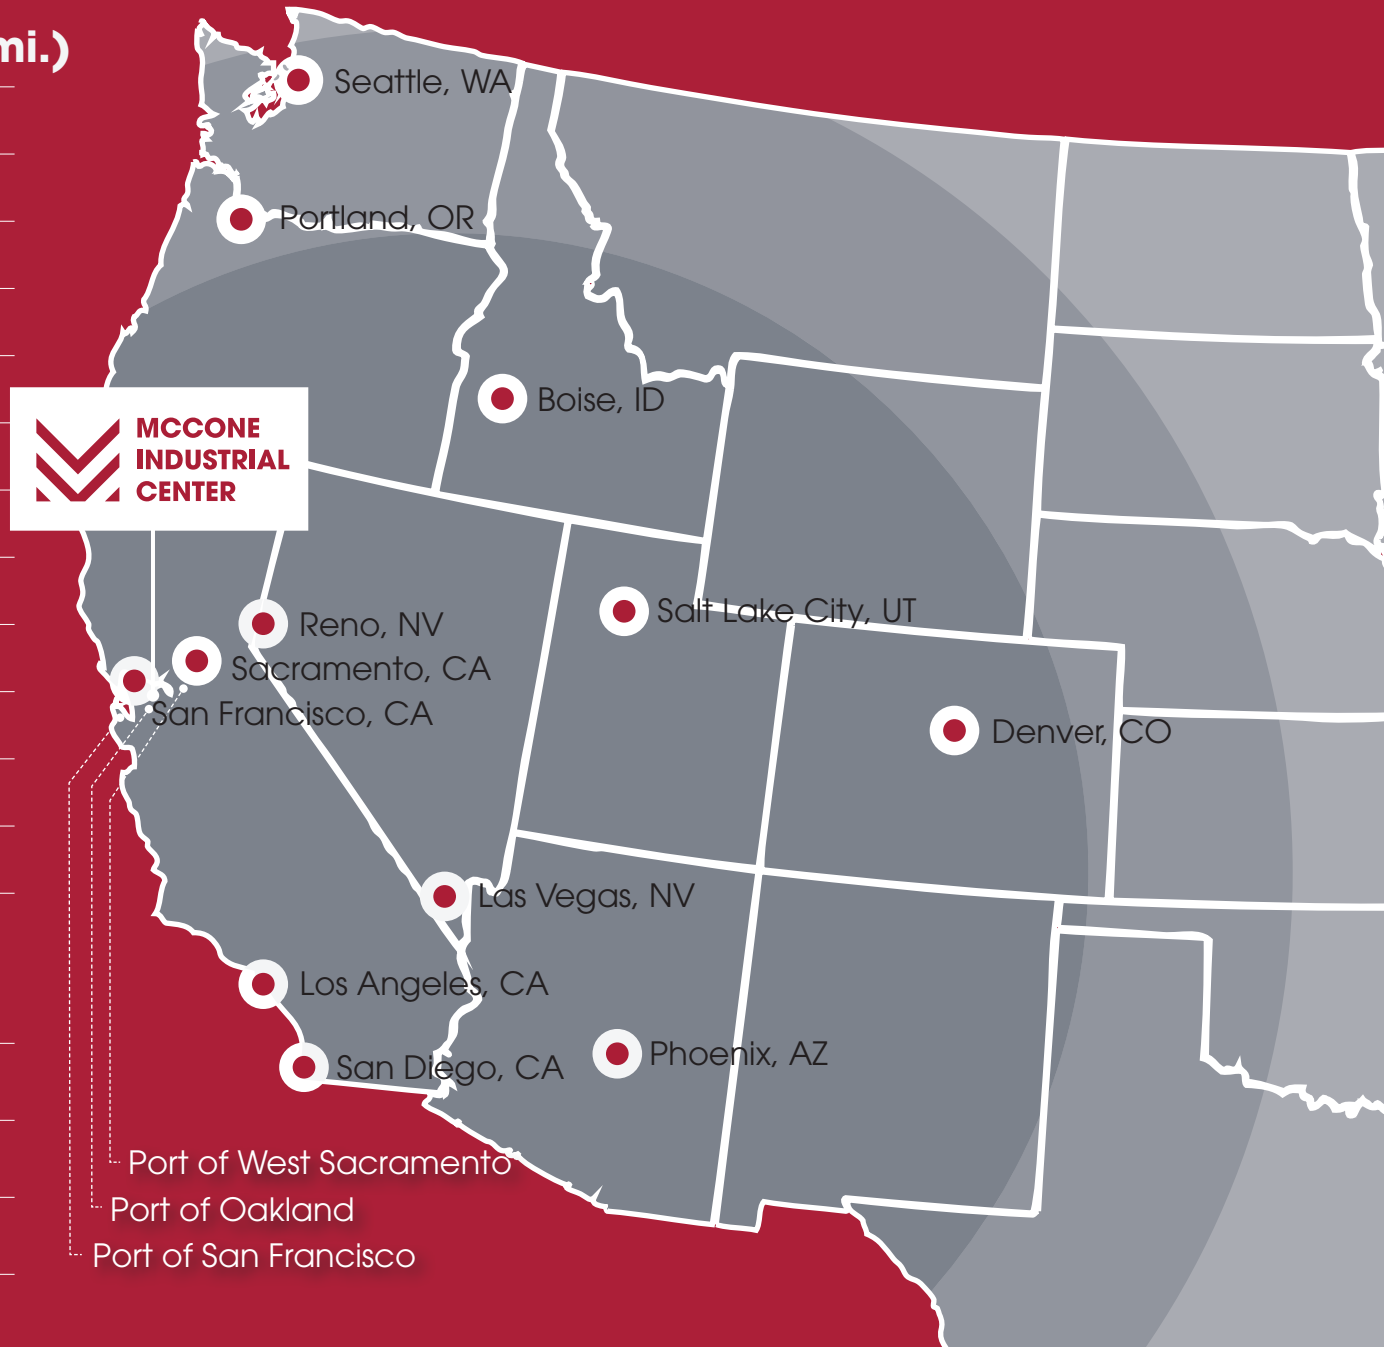 mi.)
Seattle, WA
Portland, OR
Boise, ID
MCCONE
INDUSTRIAL
CENTER
Salt Lake City, UT
Reno, NV
Sacramento, CA
San Francisco, CA
Denver, CO
Las Vegas, NV
Los Angeles, CA
Phoenix, AZ
San Diego, CA
Port of West Sacramento
Port of Oakland
Port of San Francisco